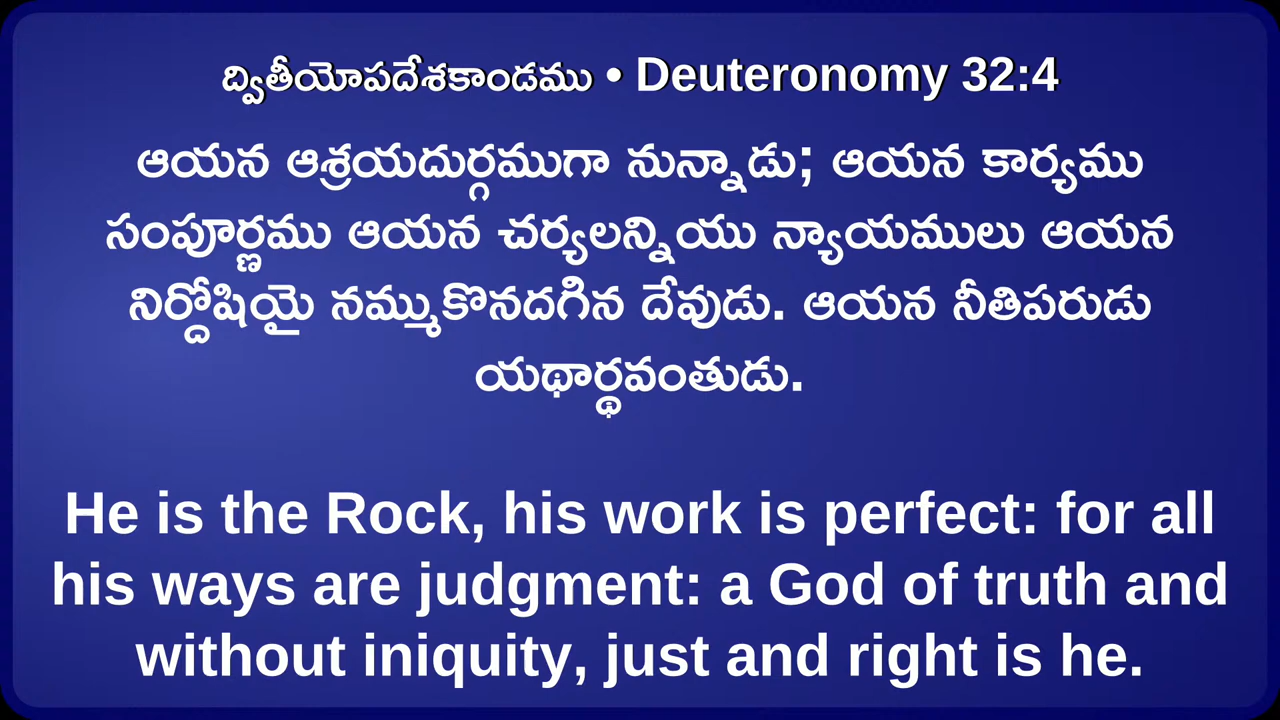 ద్వితీయోపదేశకాండము • Deuteronomy 32:4
ఆయన ఆశ్రయదుర్గముగా నున్నాడు; ఆయన కార్యము
సంపూర్ణము ఆయన చర్యలన్నియు న్యాయములు ఆయన
నిర్దోషియై నమ్ముకొనదగిన దేవుడు. ఆయన నీతిపరుడు
యథార్థవంతుడు.
He is the Rock, his work is perfect: for all
his ways are judgment: a God of truth and
without iniquity, just and right is he.